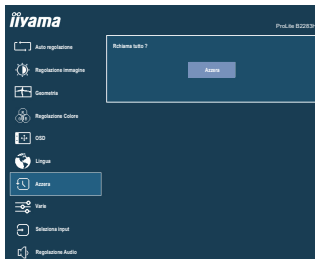 iiyama
ProLite B2283H
Auto regolazione
Richiama tutto ?
Azzera
Regolazione immagine
Geometria
Regolazione Colore
OSD
Lingua
Azzera
Varie
Seleziona input
Regolazione Audio